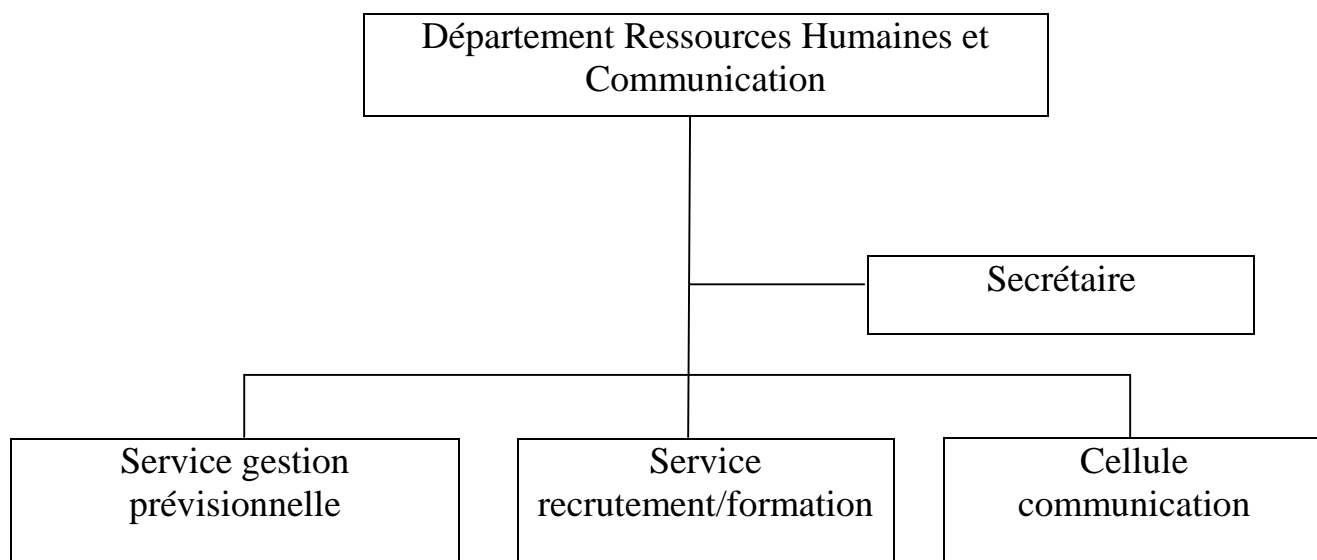 Département Ressources Humaines et
Communication
Secrétaire
Service gestion
prévisionnelle
Service
recrutement/formation
Cellule
communication